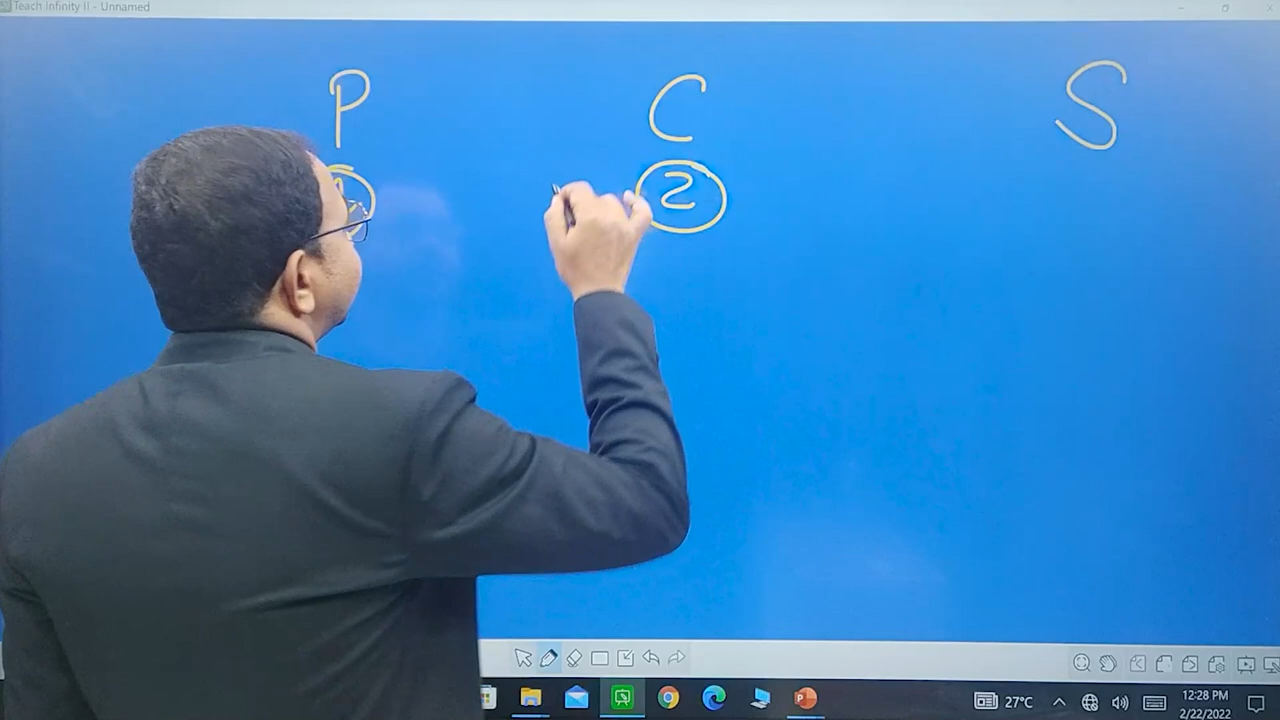 Teach Infinity II - Unnamed
P C S
2
27°C
12:28 PM
2/22/2022